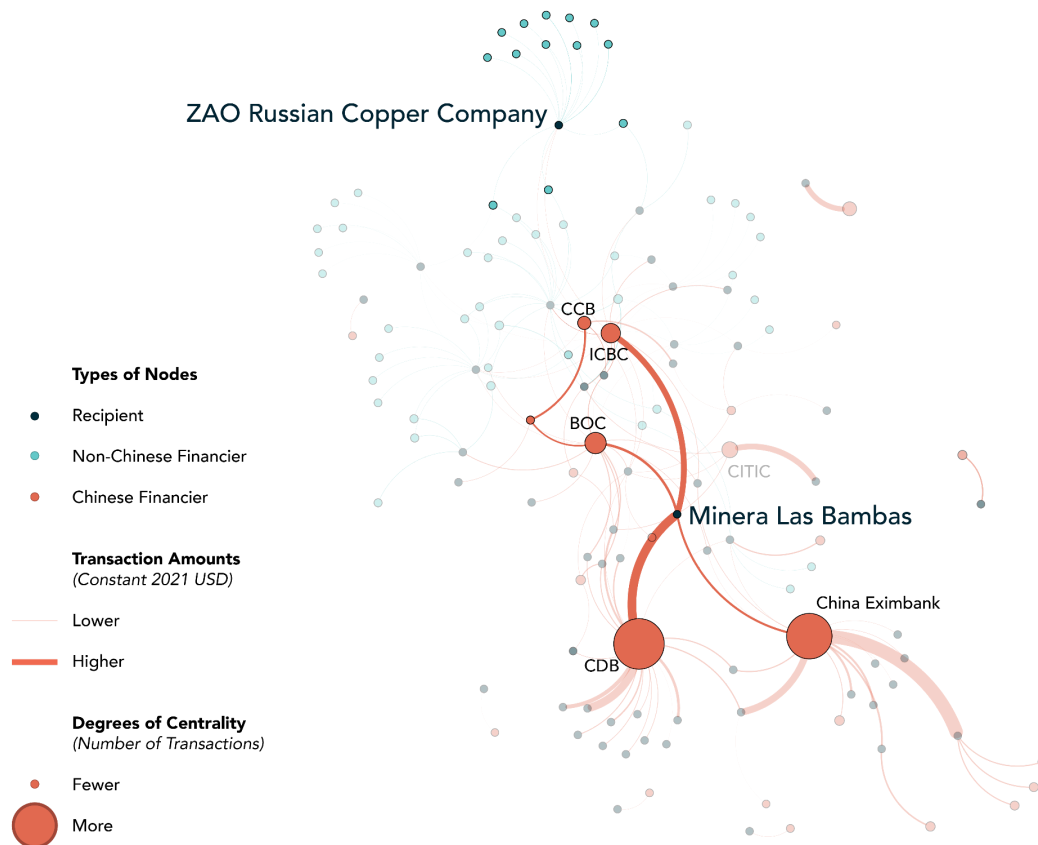 ZAO Russian Copper Company
CCB
ICBC
BOC
CITIC
Minera Las Bambas
China Eximbank
CDB
Types of Nodes
Recipient
Non-Chinese Financier
Chinese Financier
Transaction Amounts
(Constant 2021 USD)
Lower
Higher
Degrees of Centrality
(Number of Transactions)
Fewer
More